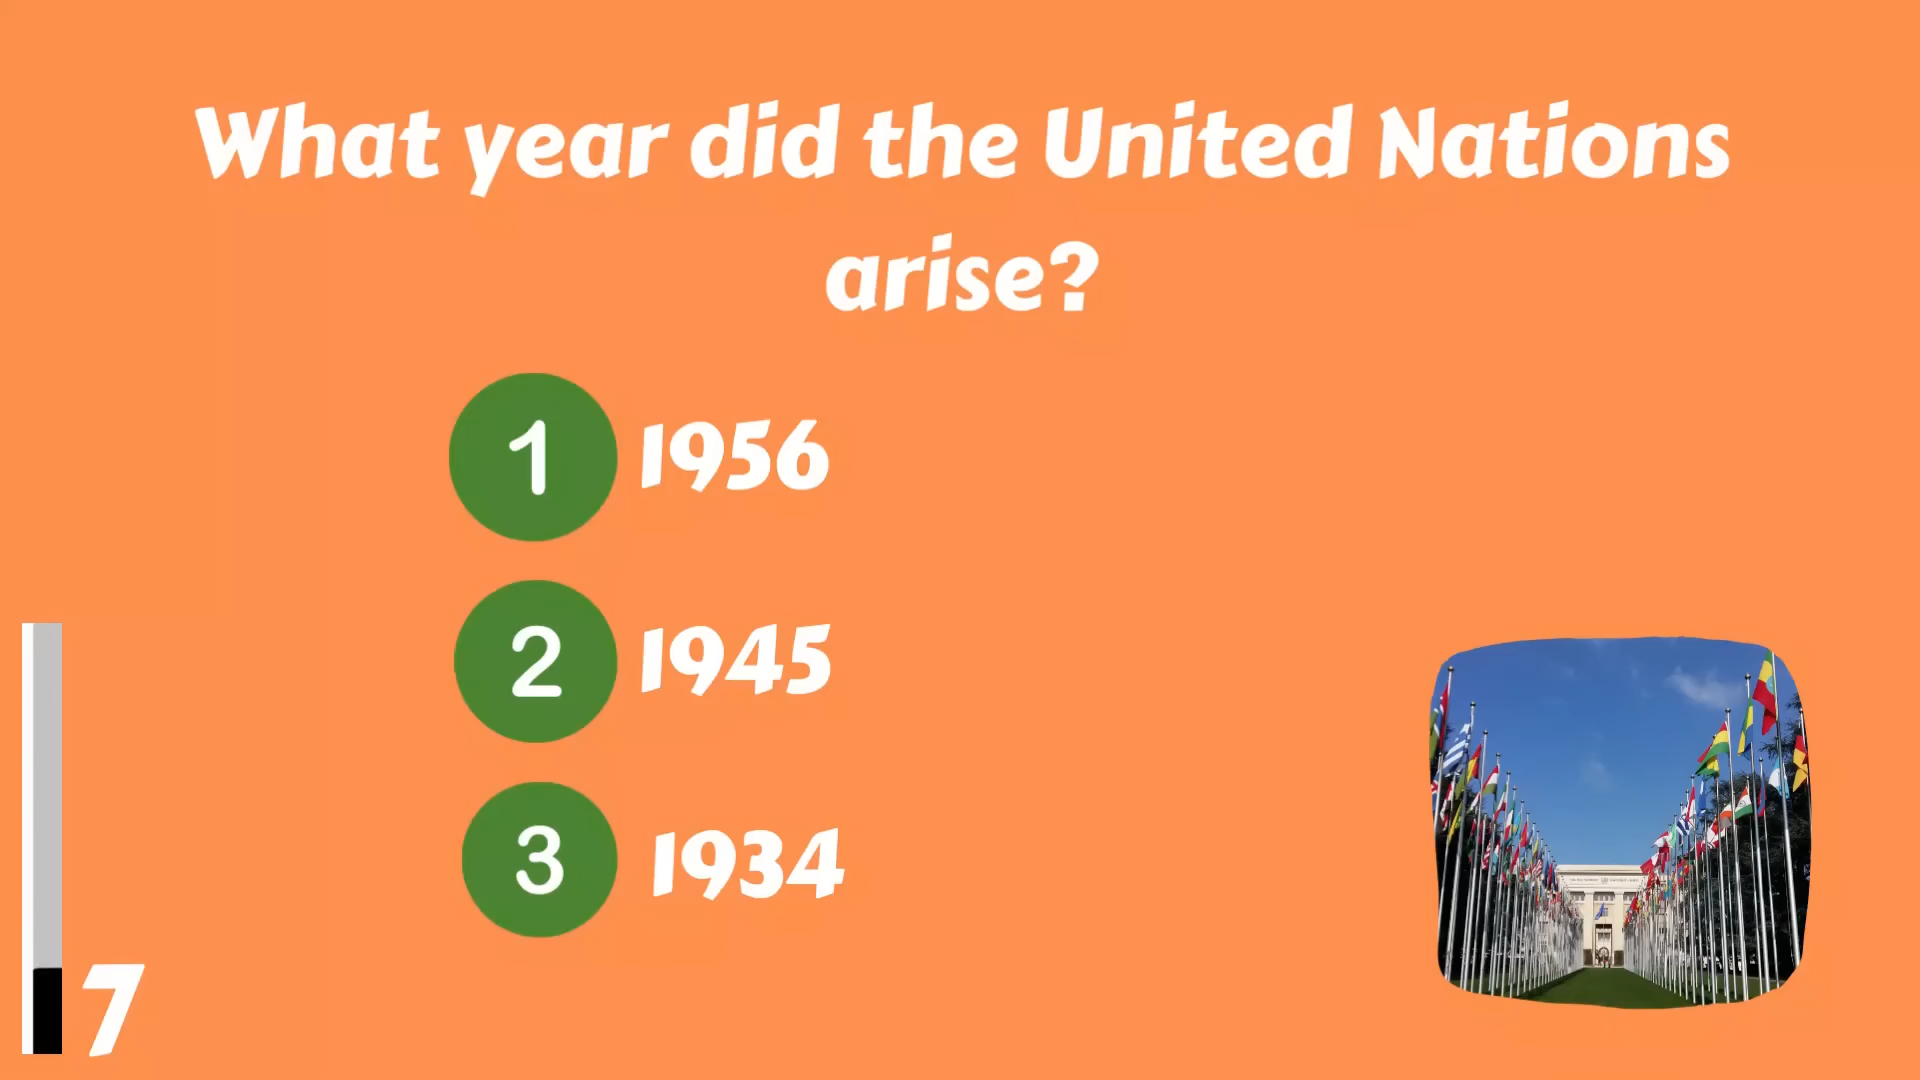 What year did the United Nations
arise?
1 1956
2 1945
3 1934
7